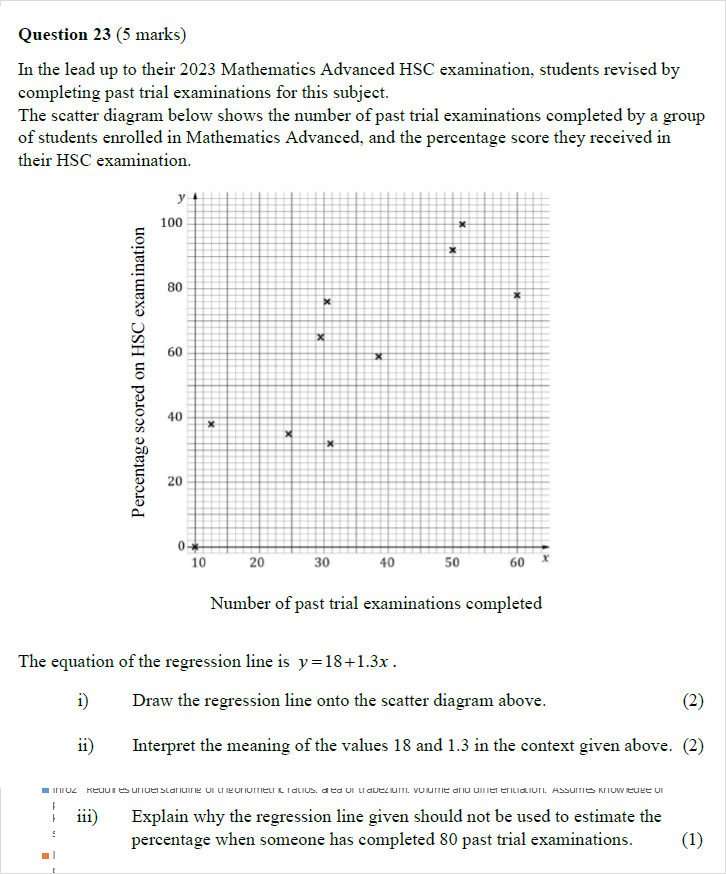 Question 23 (5 marks)
In the lead up to their 2023 Mathematics Advanced HSC examination, students revised by
completing past trial examinations for this subject.
The scatter diagram below shows the number of past trial examinations completed by a group
of students enrolled in Mathematics Advanced, and the percentage score they received in
their HSC examination.
y
100
80
60
40
20
0
Percentage scored on HSC examination
10 20 30 40 50 60 x
Number of past trial examinations completed
The equation of the regression line is y=18+1.3x.
i) Draw the regression line onto the scatter diagram above. (2)
ii) Interpret the meaning of the values 18 and 1.3 in the context given above. (2)
iii) Explain why the regression line given should not be used to estimate the
percentage when someone has completed 80 past trial examinations. (1)